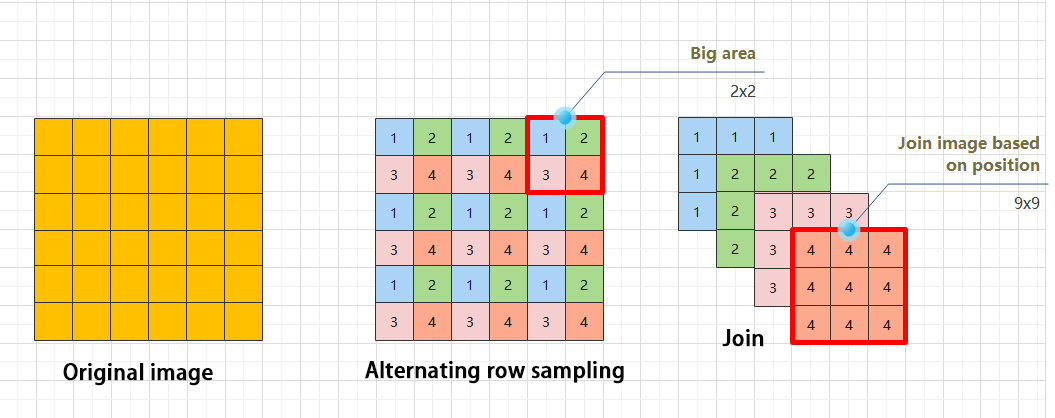 Big area
2x2
Join image based
on position
9x9
1 2 1 2 1 2
3 4 3 4 3 4
1 2 1 2 1 2
3 4 3 4 3 4
1 2 1 2 1 2
3 4 3 4 3 4
1 1 1
1 2 2 2
1 2 3 3 3
2 3 4 4 4
3 4 4 4
4 4 4
Original image
Alternating row sampling
Join